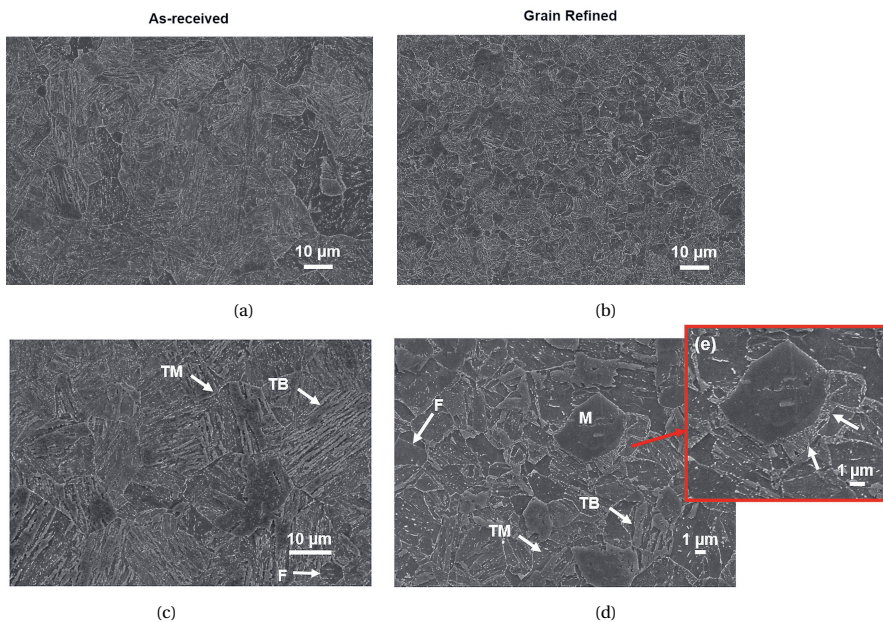 As-received
Grain Refined
10 µm
10 µm
(a)
(b)
(e)
TM
TB
F
M
1 µm
TB
TM
10 µm
1 µm
F
(c)
(d)